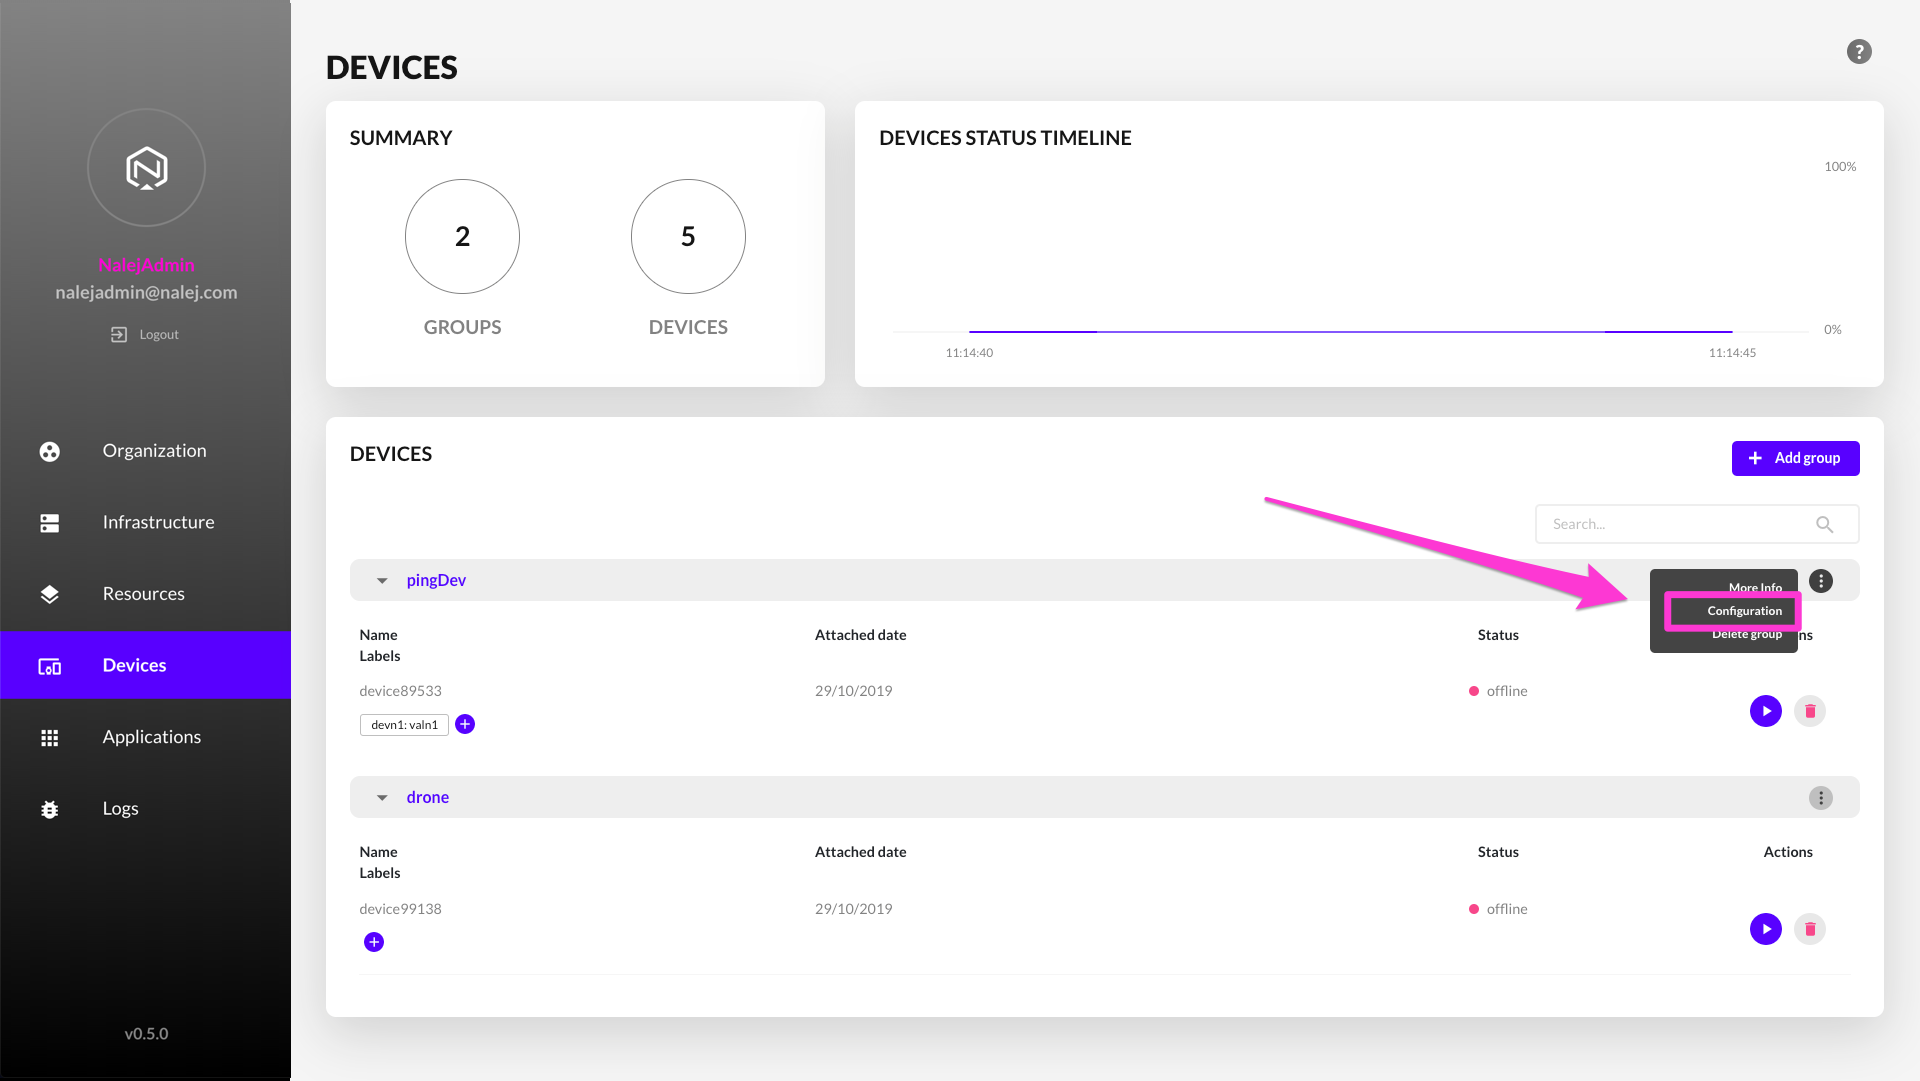 DEVICES
?
SUMMARY
2
5
GROUPS
DEVICES
DEVICES STATUS TIMELINE
100%
0%
11:14:40
11:14:45
NalejAdmin
nalejadmin@nalej.com
Logout
Organization
Infrastructure
Resources
Devices
Applications
Logs
v0.5.0
DEVICES
+ Add group
Search...
pingDev
More Info
Configuration
Delete group
Name
Labels
Attached date
Status
ns
device89533
29/10/2019
offline
devn1: valn1
drone
Name
Labels
Attached date
Status
Actions
device99138
29/10/2019
offline